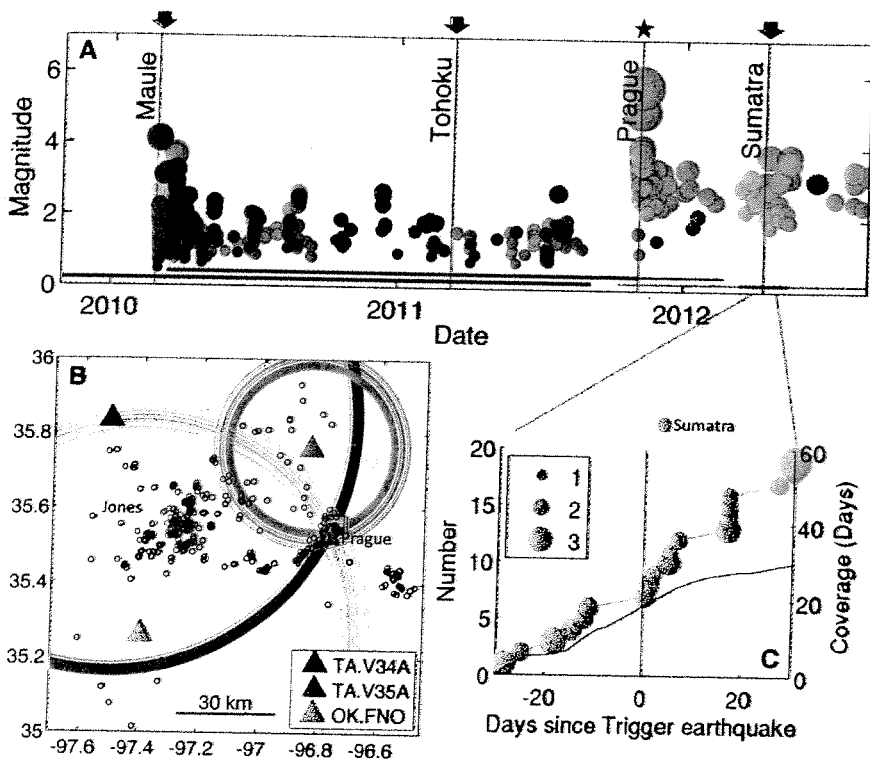 A
Maule
Tohoku
Prague
Sumatra
Magnitude
6
4
2
0
2010
2011
2012
Date
B
36
35.8
35.6
35.4
35.2
35
Jones
Prague
30 km
TA.V34A
TA.V35A
OK.FNO
-97.6 -97.4 -97.2 -97 -96.8 -96.6
Sumatra
20
15
10
5
0
Number
1
2
3
60
40
20
0
Coverage (Days)
C
-20 0 20
Days since Trigger earthquake